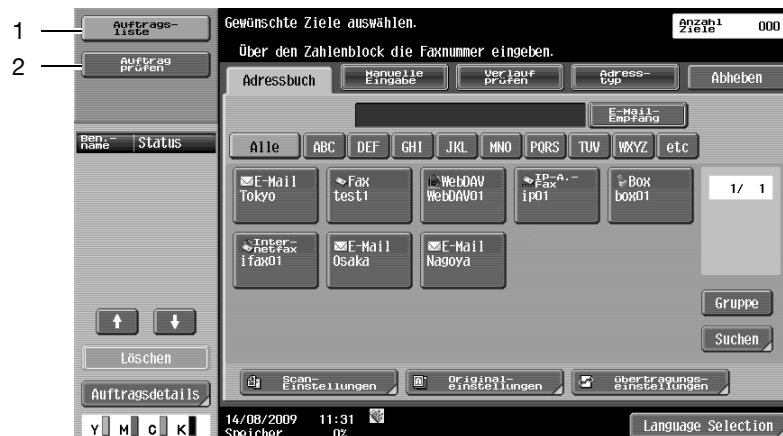 1
Auftrags-
liste
2
Auftrag
prüfen
Gewünschte Ziele auswählen.
Über den Zahlenblock die Faxnummer eingeben.
Anzahl
Ziele 000
Adressbuch
Manuelle
Eingabe
Verlauf
prüfen
Adress-
typ
Abheben
E-Mail-
Empfang
Ben.-
name Status
Alle ABC DEF GHI JKL MNO PQRS TUV WXYZ etc
E-Mail
Tokyo
Fax
test1
WebDAV
WebDAV01
IP-A.-
Fax
ip01
Box
box01
1/ 1
Inter-
netfax
ifax01
E-Mail
Osaka
E-Mail
Nagoya
Gruppe
Suchen
Löschen
Auftragsdetails
Scan-
Einstellungen
Original-
einstellungen
Übertragungs-
einstellungen
Y M C K
14/08/2009 11:31
Speicher 0%
Language Selection